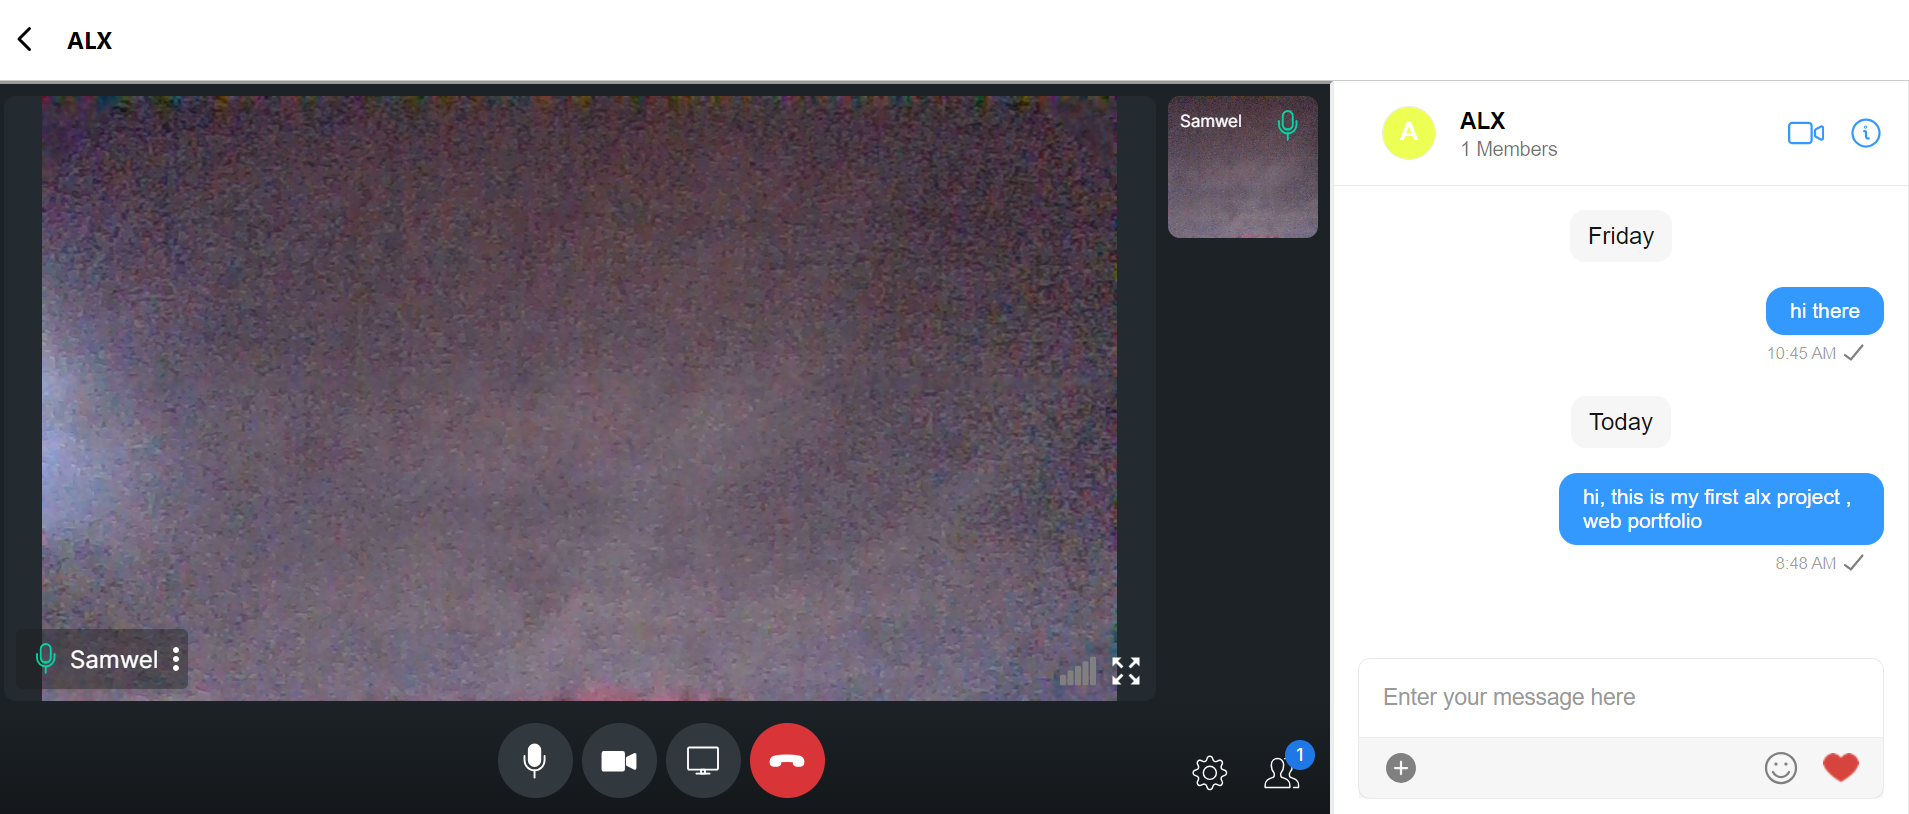 ALX
Samwel
Samwel
1
A
ALX
1 Members
Friday
hi there
10:45 AM
Today
hi, this is my first alx project ,
web portfolio
8:48 AM
Enter your message here